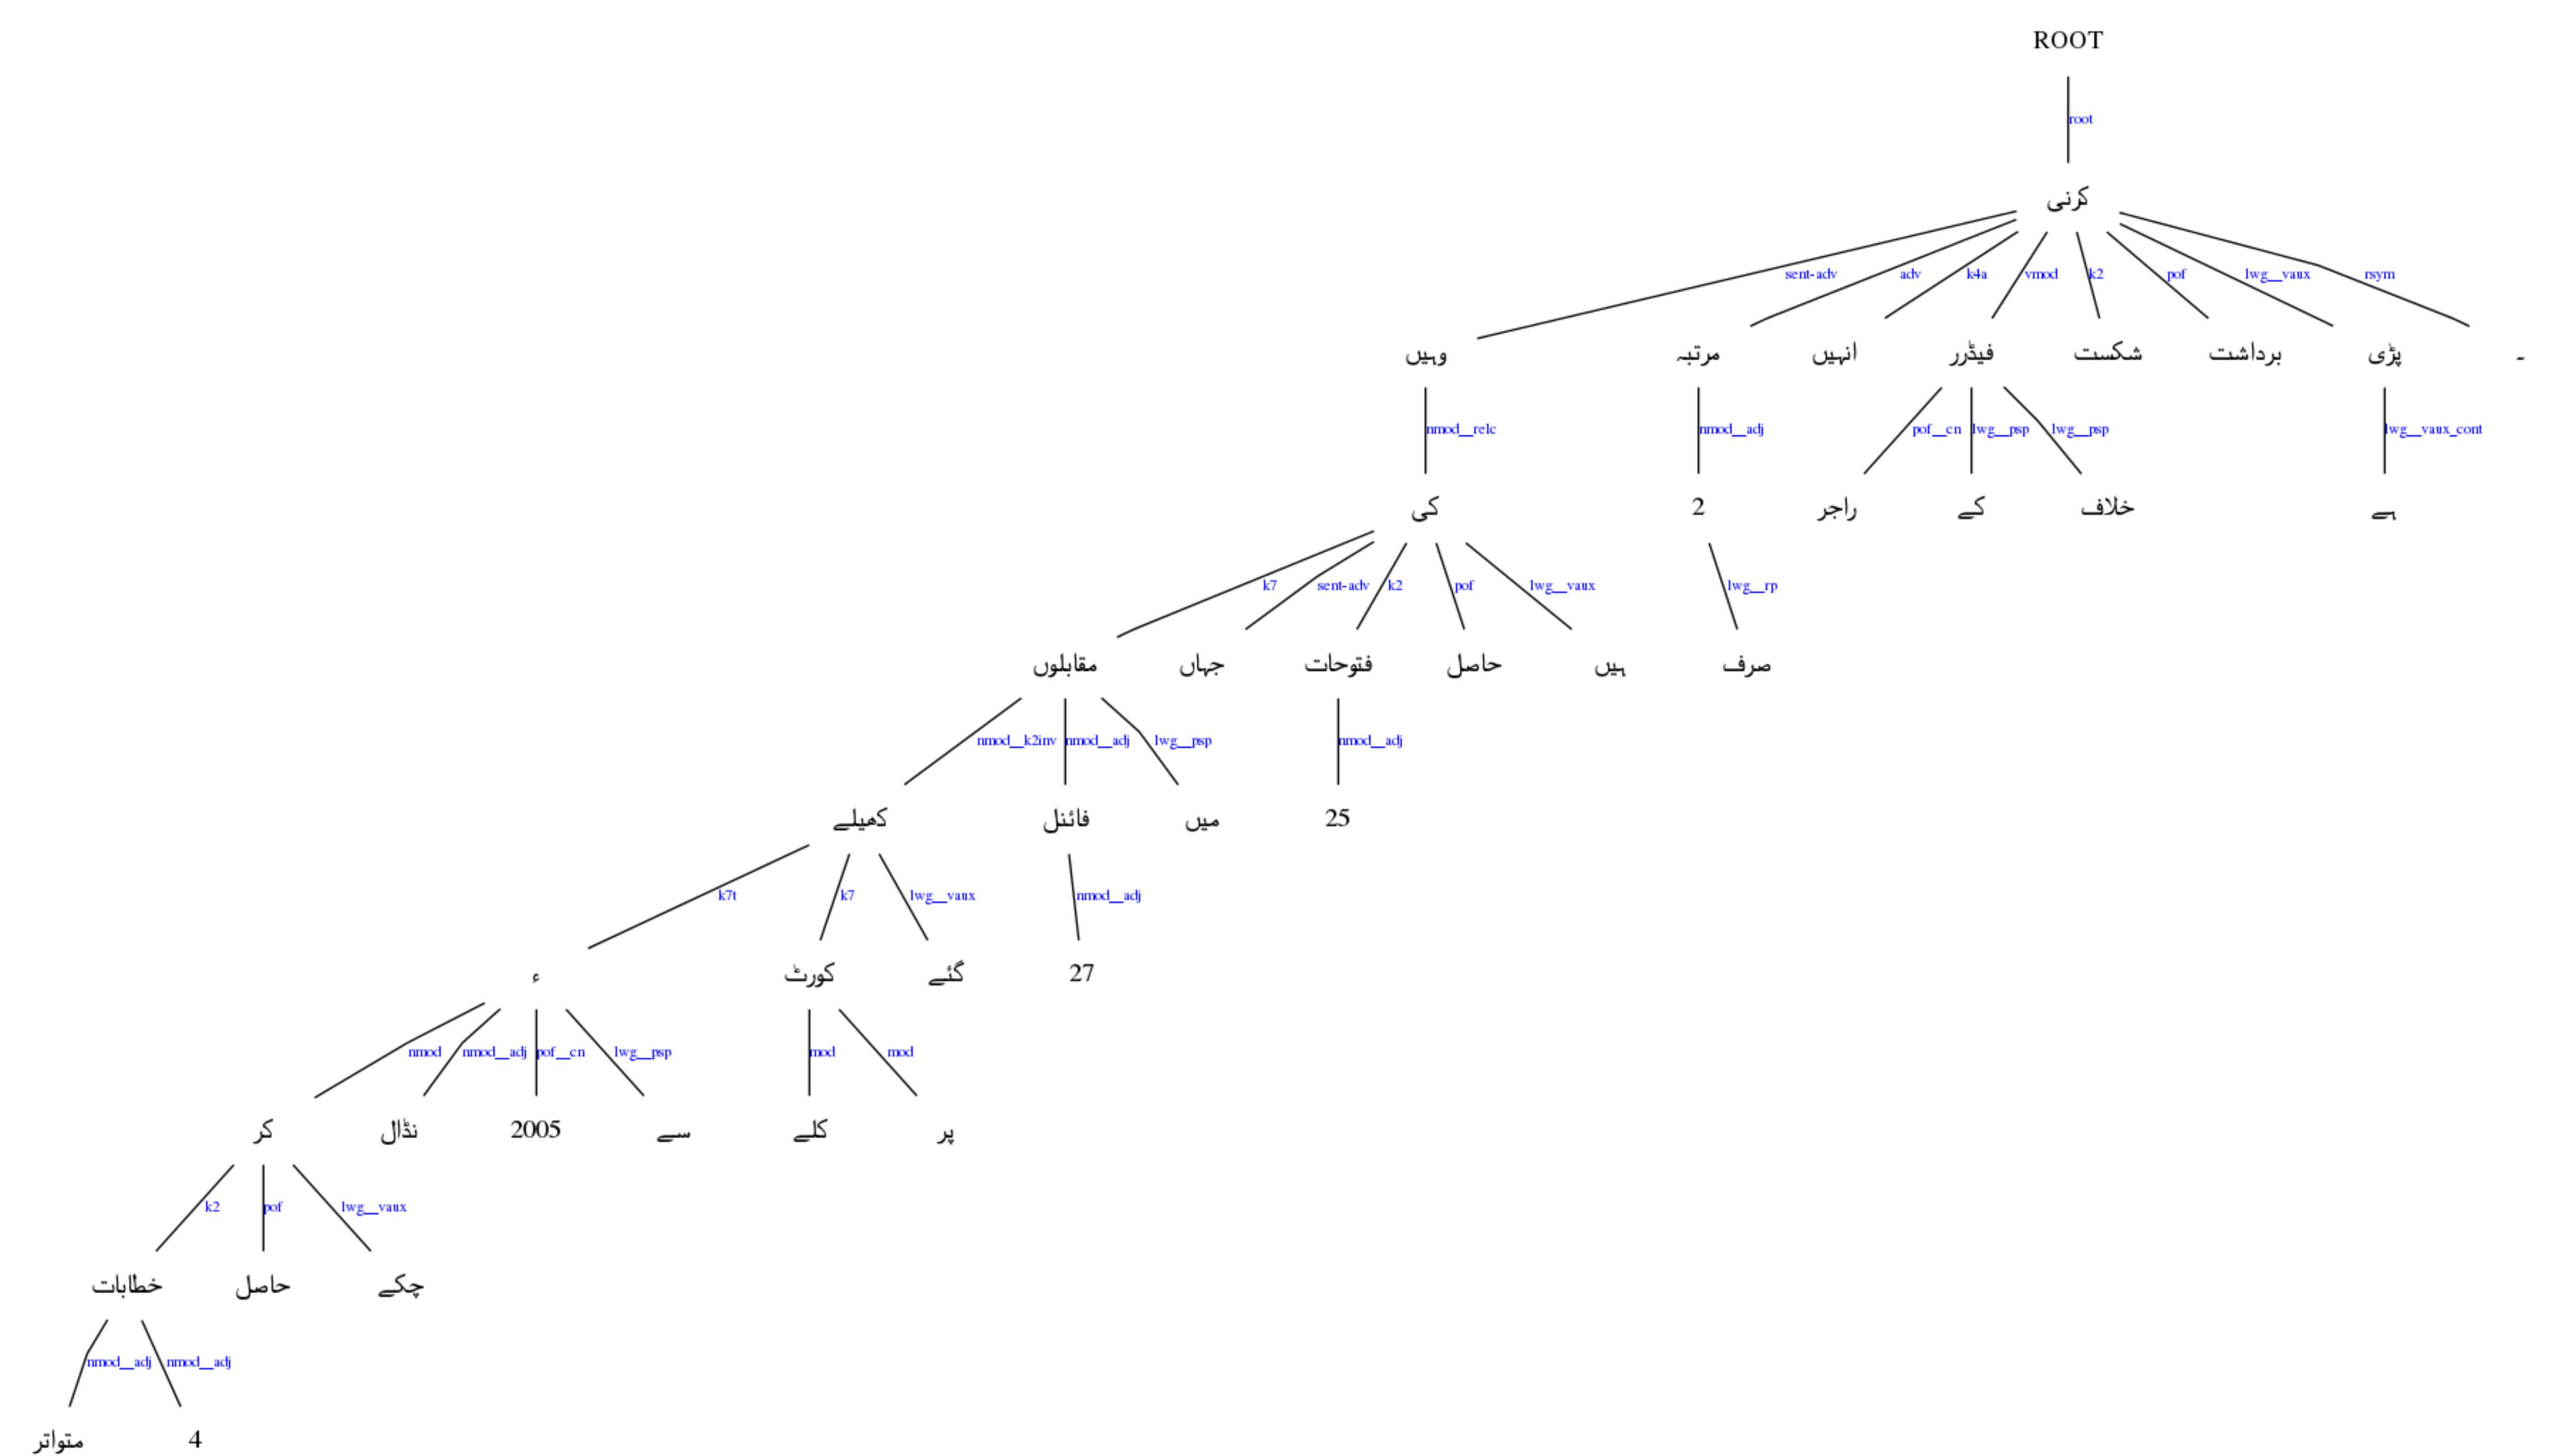 ROOT
root
کرنی
sent-adv adv k4a vmod k2 pof lwg__vaux rsym
وہیں مرتبہ انہیں فیڈرر شکست برداشت پڑی ۔
nmod__relc nmod__adj pof__cn lwg__psp lwg__psp lwg__vaux_cont
کی 2 راجر کے خلاف ہے
k7 sent-adv k2 pof lwg__vaux lwg__rp
مقابلوں جہاں فتوحات حاصل ہیں صرف
nmod__k2inv nmod__adj lwg__psp nmod__adj
کھیلے فائنل میں 25
k7t k7 lwg__vaux nmod__adj
ء کورٹ گئے 27
nmod nmod__adj pof__cn lwg__psp mod mod
کر نڈال 2005 سے کلے پر
k2 pof lwg__vaux
خطابات حاصل چکے
nmod__adj nmod__adj
متواتر 4